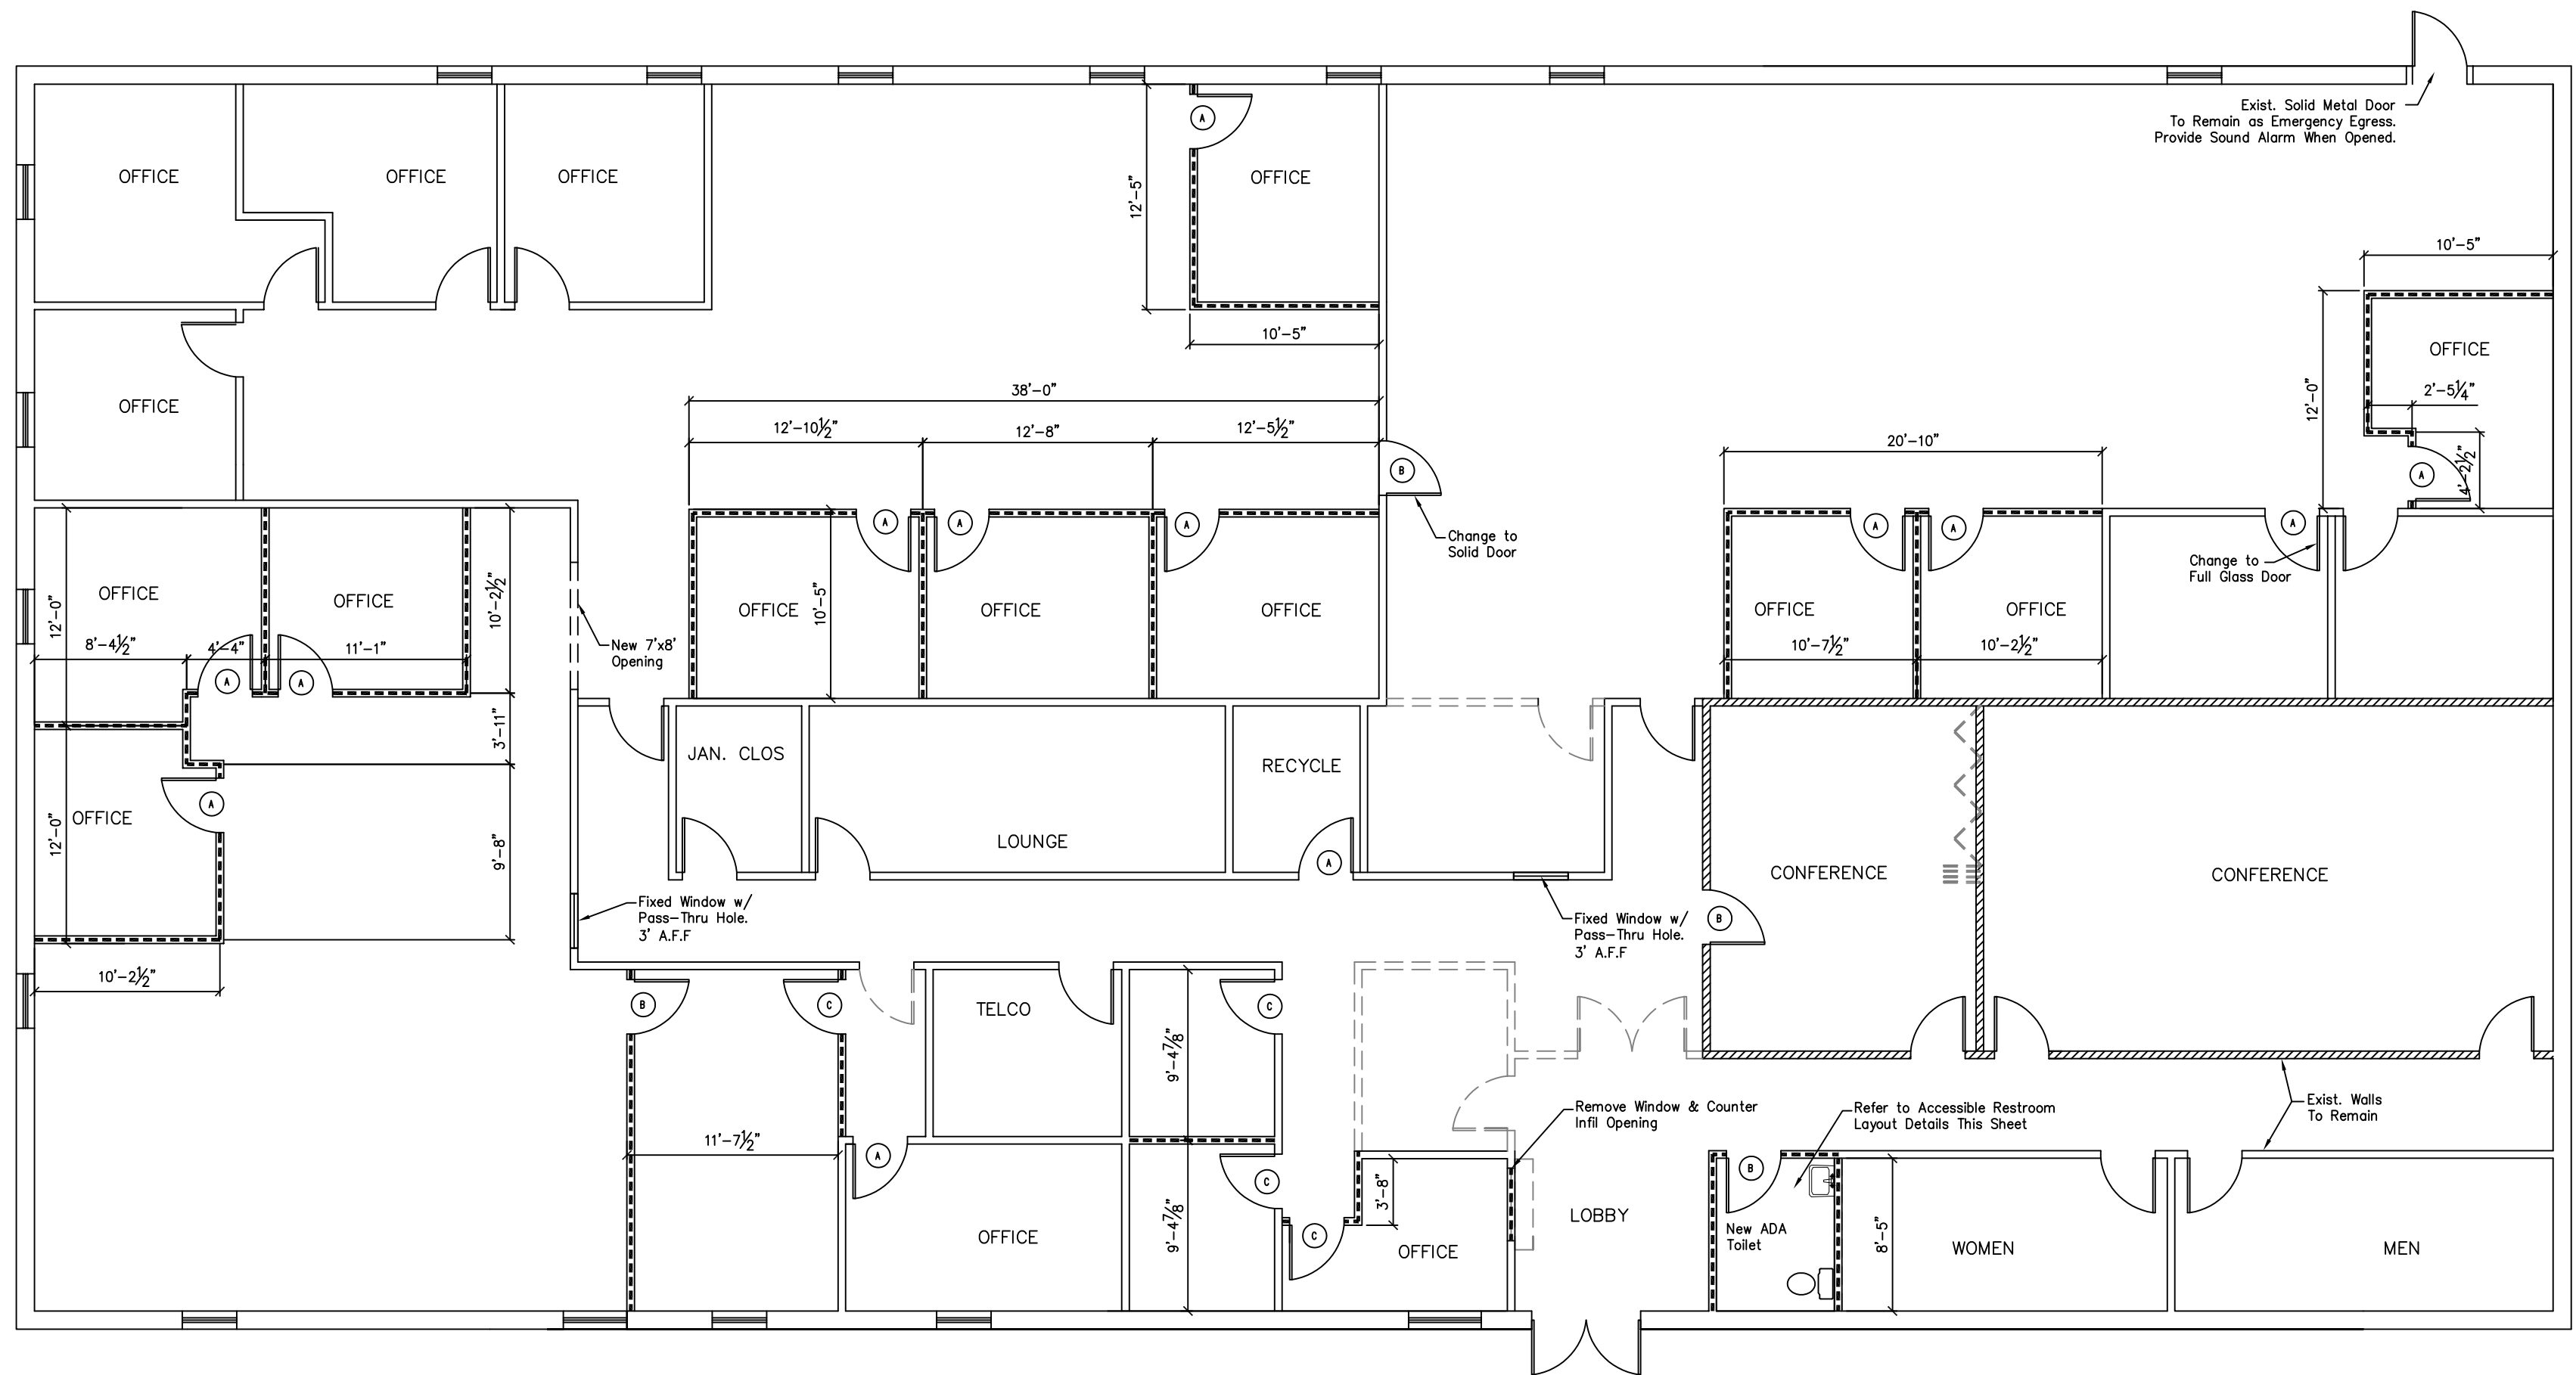 Exist. Solid Metal Door
To Remain as Emergency Egress.
Provide Sound Alarm When Opened.
OFFICE
OFFICE
OFFICE
A
OFFICE
12'-5"
10'-5"
10'-5"
OFFICE
12'-0"
2'-5¼"
4'-2½"
A
OFFICE
38'-0"
12'-10½"
12'-8"
12'-5½"
B
Change to
Solid Door
20'-10"
A
A
A
A
A
A
Change to
Full Glass Door
OFFICE
12'-0"
OFFICE
10'-2½"
8'-4½"
4'-4"
11'-1"
A
A
New 7'x8'
Opening
OFFICE
10'-5"
OFFICE
OFFICE
OFFICE
OFFICE
10'-7½"
10'-2½"
3'-11"
JAN. CLOS
RECYCLE
LOUNGE
A
A
OFFICE
12'-0"
9'-8"
10'-2½"
Fixed Window w/
Pass-Thru Hole.
3' A.F.F
Fixed Window w/
Pass-Thru Hole.
3' A.F.F
CONFERENCE
CONFERENCE
B
B
C
TELCO
C
9'-4⅞"
11'-7½"
A
C
9'-4⅞"
OFFICE
C
3'-8"
OFFICE
Remove Window & Counter
Infil Opening
LOBBY
Refer to Accessible Restroom
Layout Details This Sheet
Exist. Walls
To Remain
B
New ADA
Toilet
8'-5"
WOMEN
MEN